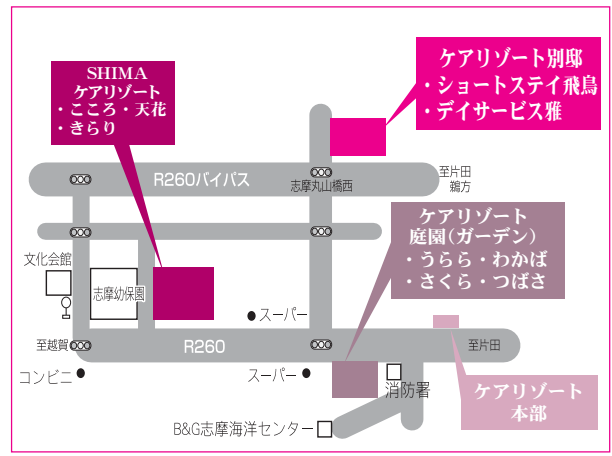 SHIMA
ケアリゾート
・こころ・天花
・きらり
ケアリゾート別邸
・ショートステイ飛鳥
・デイサービス雅
R260バイパス
志摩丸山橋西
至片田
鵜方
ケアリゾート
庭園(ガーデン)
・うらら・わかば
・さくら・つばさ
文化会館
志摩幼保園
●スーパー
至越賀
R260
至片田
コンビニ●
スーパー●
消防署
ケアリゾート
本部
B&G志摩海洋センター